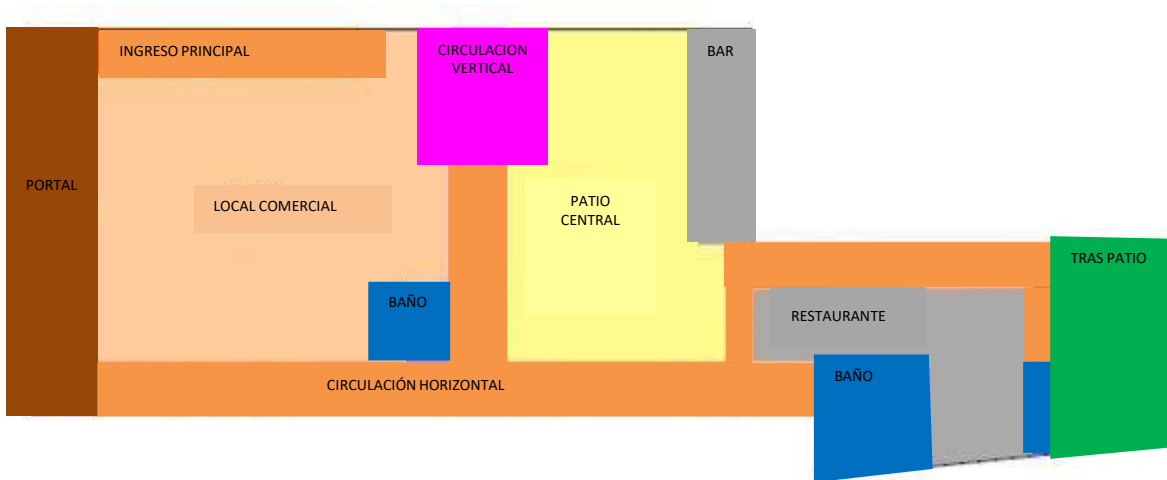 INGRESO PRINCIPAL
CIRCULACION
VERTICAL
BAR
PORTAL
LOCAL COMERCIAL
PATIO
CENTRAL
TRAS PATIO
BAÑO
RESTAURANTE
BAÑO
CIRCULACIÓN HORIZONTAL